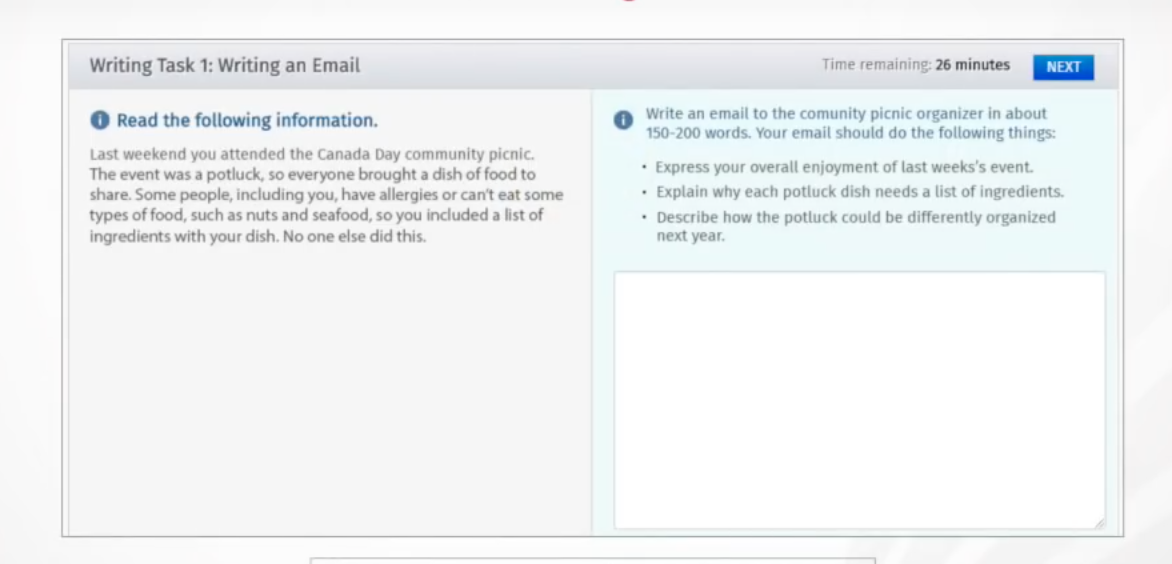 Writing Task 1: Writing an Email
Time remaining: 26 minutes
NEXT
Read the following information.
Last weekend you attended the Canada Day community picnic.
The event was a potluck, so everyone brought a dish of food to
share. Some people, including you, have allergies or can't eat some
types of food, such as nuts and seafood, so you included a list of
ingredients with your dish. No one else did this.
Write an email to the comunity picnic organizer in about
150-200 words. Your email should do the following things:
• Express your overall enjoyment of last weeks's event.
• Explain why each potluck dish needs a list of ingredients.
• Describe how the potluck could be differently organized
next year.